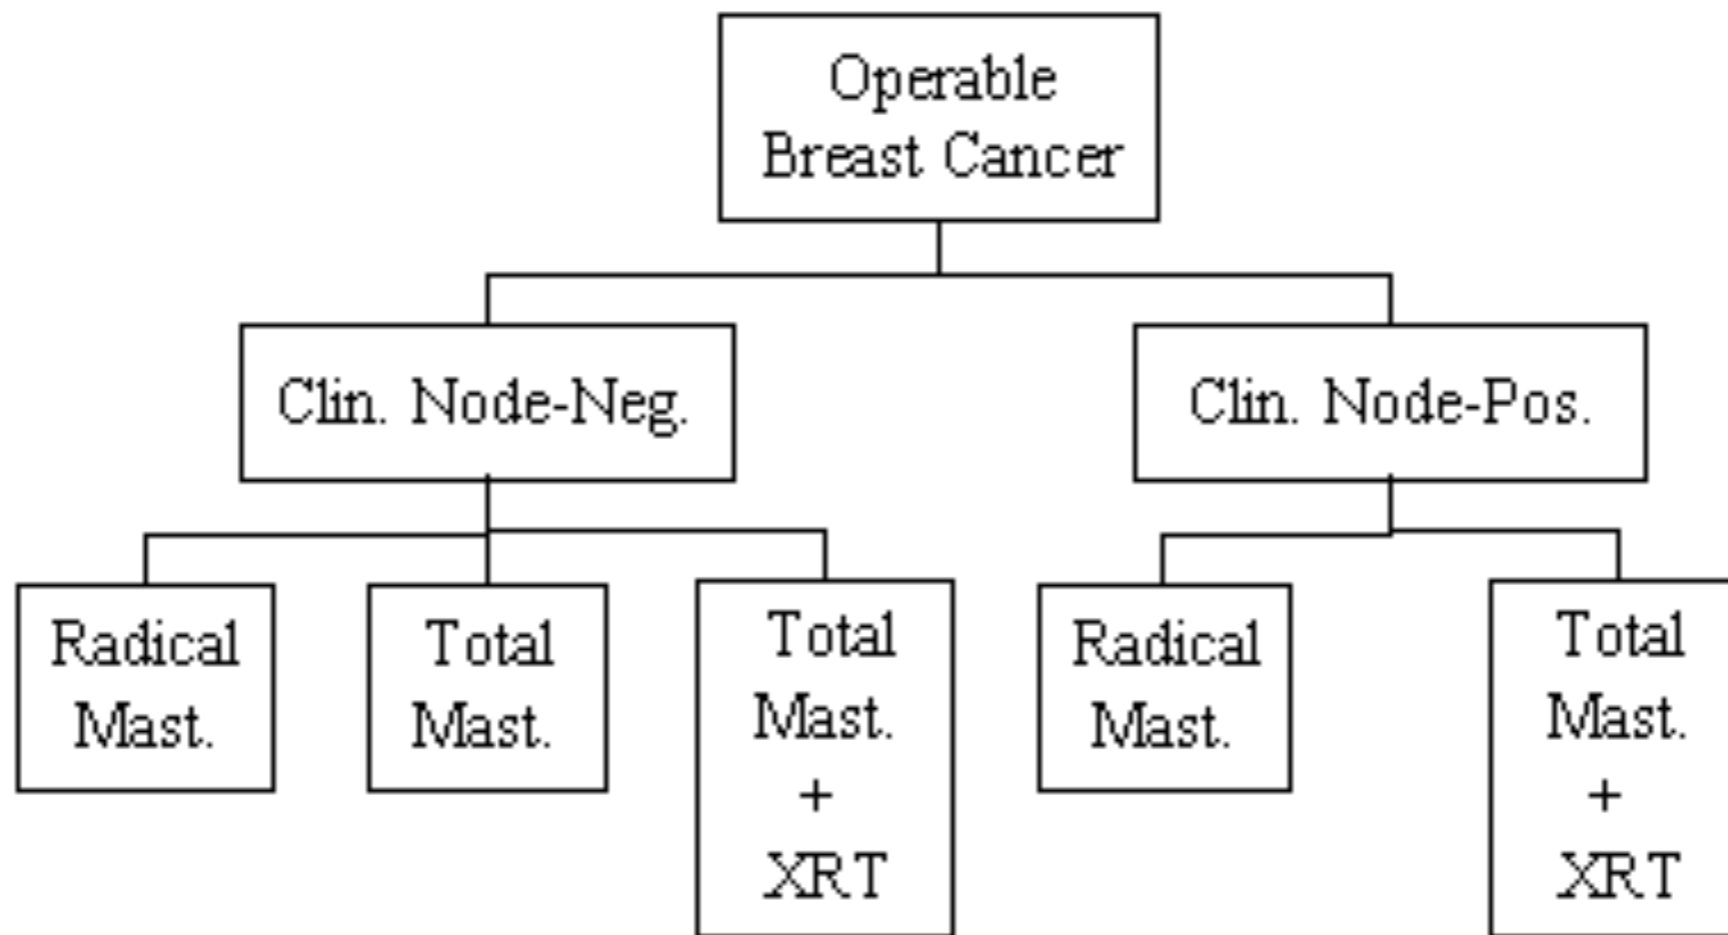 Operable
Breast Cancer
Clin. Node-Neg.
Clin. Node-Pos.
Radical
Mast.
Total
Mast.
Total
Mast.
+
XRT
Radical
Mast.
Total
Mast.
+
XRT